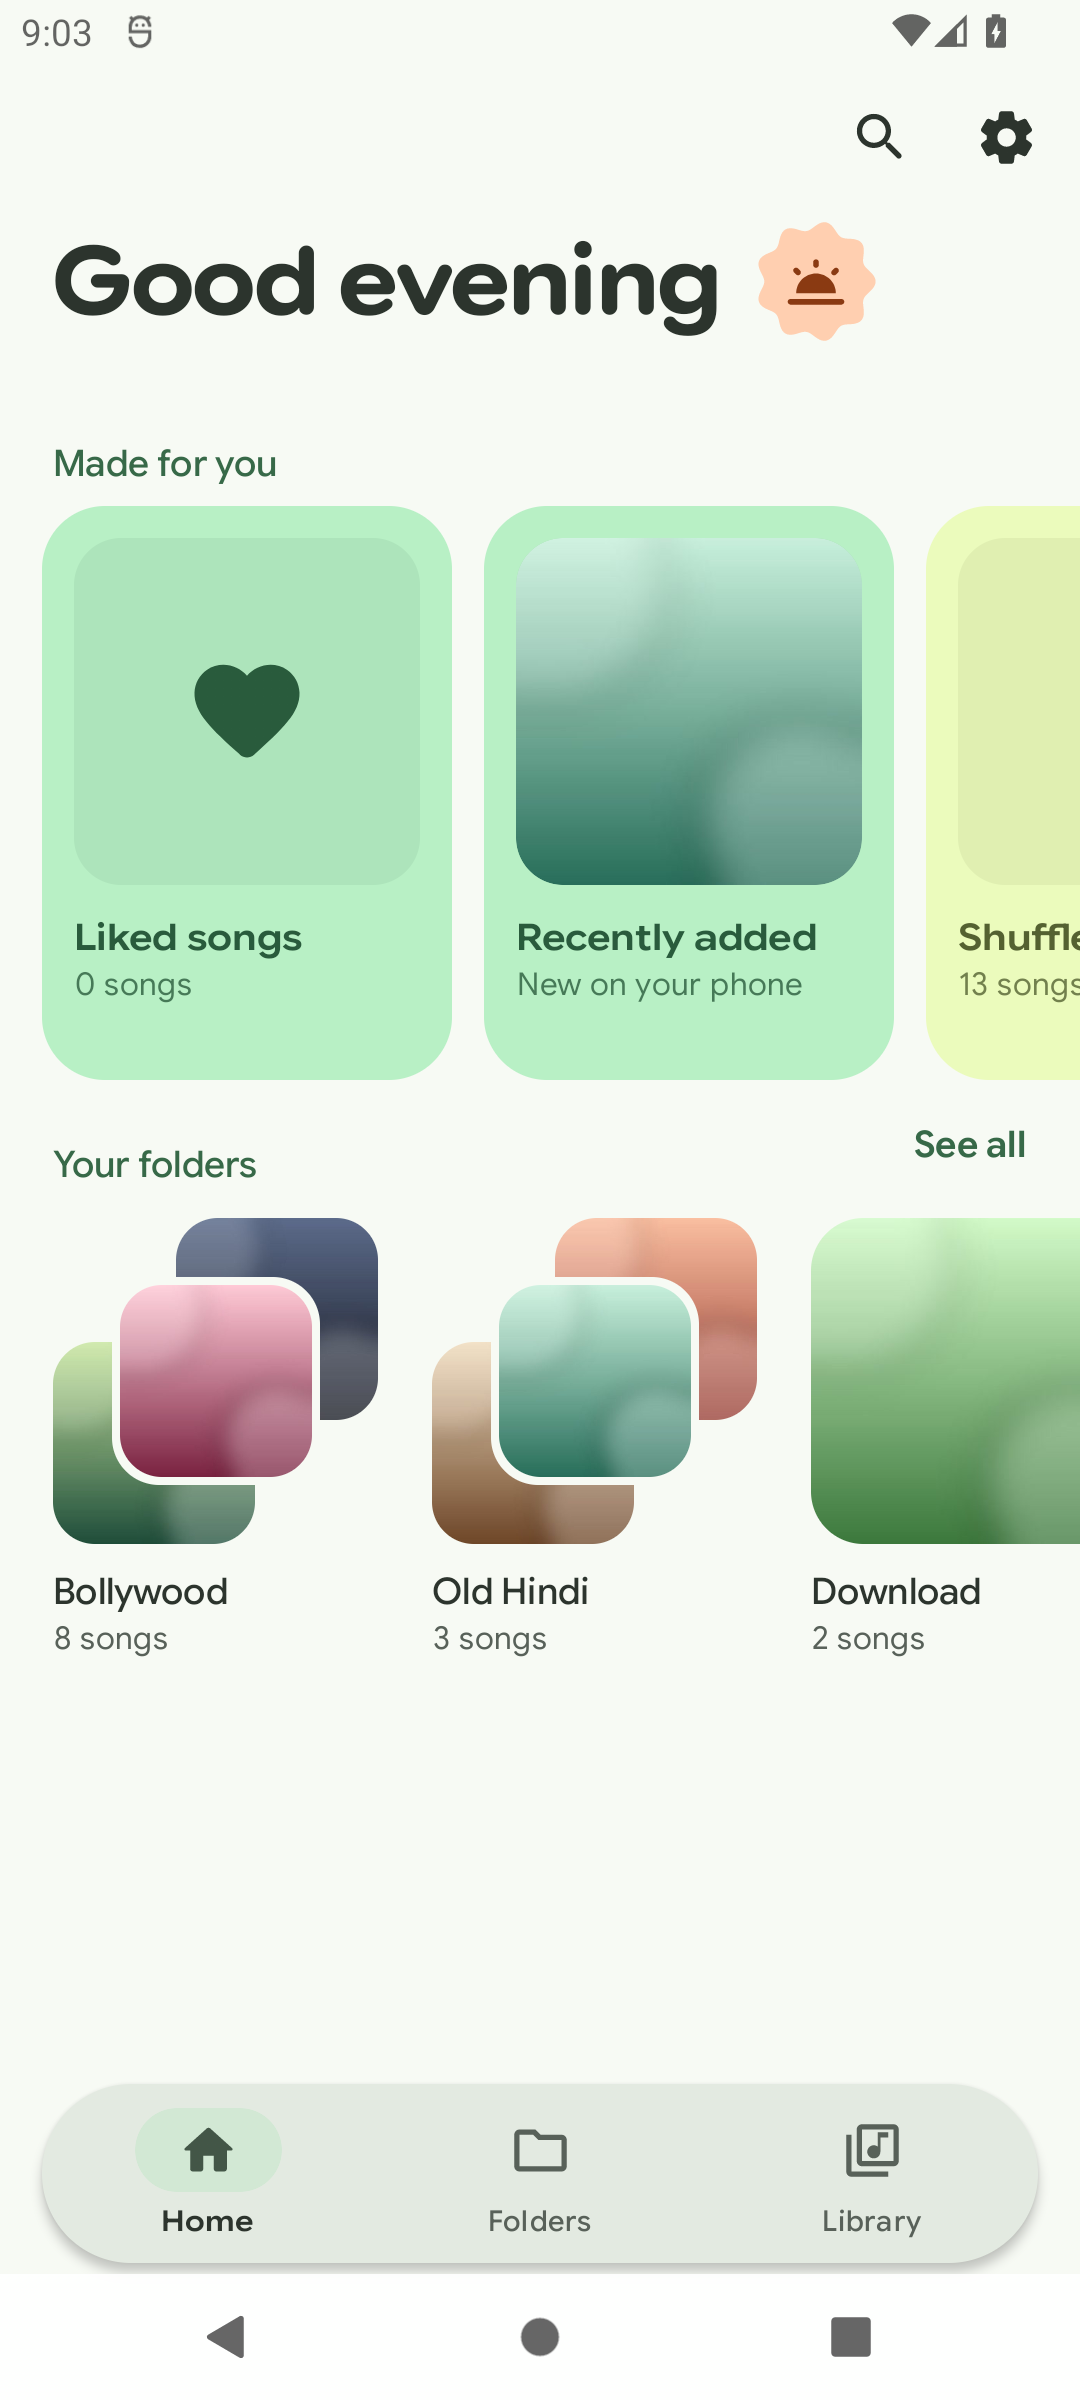 9:03
Good evening
Made for you
Liked songs
0 songs
Recently added
New on your phone
Shuffle
13 songs
See all
Your folders
Bollywood
8 songs
Old Hindi
3 songs
Download
2 songs
Home
Folders
Library